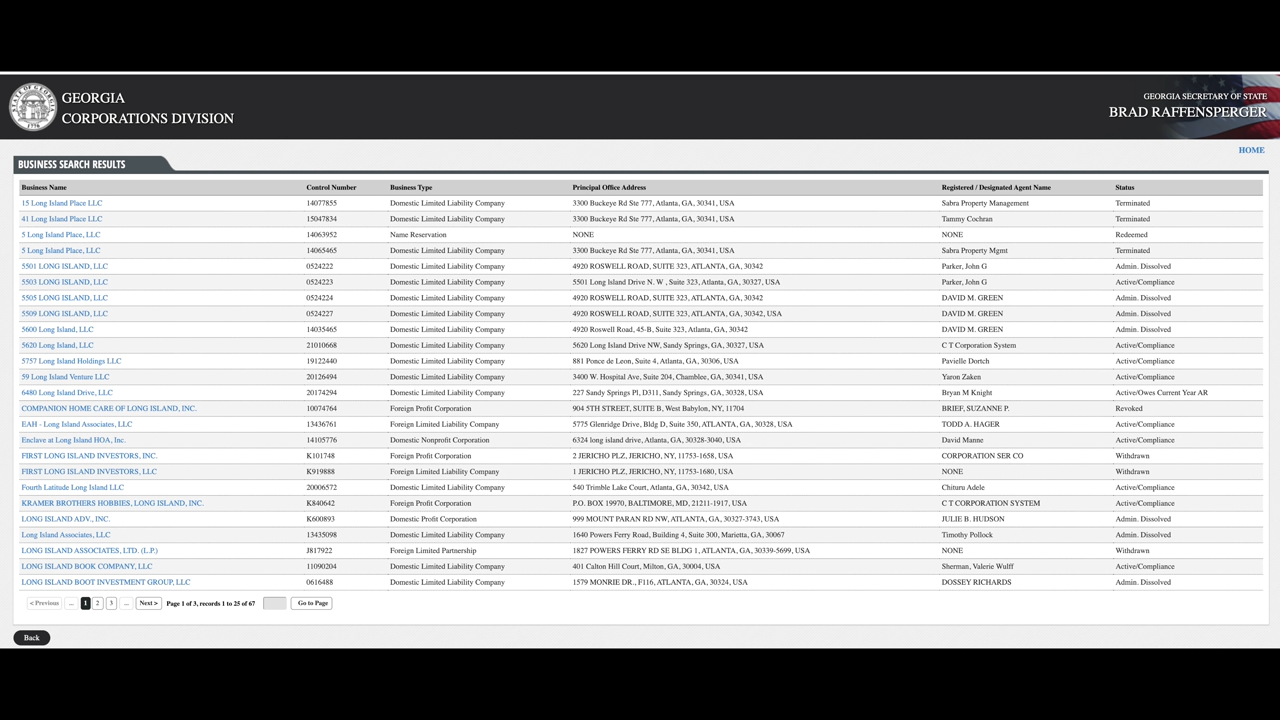 GEORGIA
CORPORATIONS DIVISION
GEORGIA SECRETARY OF STATE
BRAD RAFFENSPERGER
HOME
BUSINESS SEARCH RESULTS
Business Name Control Number Business Type Principal Office Address Registered / Designated Agent Name Status
15 Long Island Place LLC 14077855 Domestic Limited Liability Company 3300 Buckeye Rd Ste 777, Atlanta, GA, 30341, USA Sabra Property Management Terminated
41 Long Island Place LLC 15047834 Domestic Limited Liability Company 3300 Buckeye Rd Ste 777, Atlanta, GA, 30341, USA Tammy Cochran Terminated
5 Long Island Place, LLC 14063952 Name Reservation NONE NONE Redeemed
5 Long Island Place, LLC 14065465 Domestic Limited Liability Company 3300 Buckeye Rd Ste 777, Atlanta, GA, 30341, USA Sabra Property Mgmt Terminated
5501 LONG ISLAND, LLC 0524222 Domestic Limited Liability Company 4920 ROSWELL ROAD, SUITE 323, ATLANTA, GA, 30342 Parker, John G Admin. Dissolved
5503 LONG ISLAND, LLC 0524223 Domestic Limited Liability Company 5501 Long Island Drive N. W , Suite 323, Atlanta, GA, 30327, USA Parker, John G Active/Compliance
5505 LONG ISLAND, LLC 0524224 Domestic Limited Liability Company 4920 ROSWELL ROAD, SUITE 323, ATLANTA, GA, 30342 DAVID M. GREEN Admin. Dissolved
5509 LONG ISLAND, LLC 0524227 Domestic Limited Liability Company 4920 ROSWELL ROAD, SUITE 323, ATLANTA, GA, 30342, USA DAVID M. GREEN Admin. Dissolved
5600 Long Island, LLC 14035465 Domestic Limited Liability Company 4920 Roswell Road, 45-B, Suite 323, Atlanta, GA, 30342 DAVID M. GREEN Admin. Dissolved
5620 Long Island, LLC 21010668 Domestic Limited Liability Company 5620 Long Island Drive NW, Sandy Springs, GA, 30327, USA C T Corporation System Active/Compliance
5757 Long Island Holdings LLC 19122440 Domestic Limited Liability Company 881 Ponce de Leon, Suite 4, Atlanta, GA, 30306, USA Pavielle Dortch Active/Compliance
59 Long Island Venture LLC 20126494 Domestic Limited Liability Company 3400 W. Hospital Ave, Suite 204, Chamblee, GA, 30341, USA Yaron Zaken Active/Compliance
6480 Long Island Drive, LLC 20174294 Domestic Limited Liability Company 227 Sandy Springs Pl, D311, Sandy Springs, GA, 30328, USA Bryan M Knight Active/Owes Current Year AR
COMPANION HOME CARE OF LONG ISLAND, INC. 10074764 Foreign Profit Corporation 904 5TH STREET, SUITE B, West Babylon, NY, 11704 BRIEF, SUZANNE P. Revoked
EAH - Long Island Associates, LLC 13436761 Foreign Limited Liability Company 5775 Glenridge Drive, Bldg D, Suite 350, ATLANTA, GA, 30328, USA TODD A. HAGER Active/Compliance
Enclave at Long Island HOA, Inc. 14105776 Domestic Nonprofit Corporation 6324 long island drive, Atlanta, GA, 30328-3040, USA David Manne Active/Compliance
FIRST LONG ISLAND INVESTORS, INC. K101748 Foreign Profit Corporation 2 JERICHO PLZ, JERICHO, NY, 11753-1658, USA CORPORATION SER CO Withdrawn
FIRST LONG ISLAND INVESTORS, LLC K919888 Foreign Limited Liability Company 1 JERICHO PLZ, JERICHO, NY, 11753-1680, USA NONE Withdrawn
Fourth Latitude Long Island LLC 20006572 Domestic Limited Liability Company 540 Trimble Lake Court, Atlanta, GA, 30342, USA Chituru Adele Active/Compliance
KRAMER BROTHERS HOBBIES, LONG ISLAND, INC. K840642 Foreign Profit Corporation P.O. BOX 19970, BALTIMORE, MD, 21211-1917, USA C T CORPORATION SYSTEM Active/Compliance
LONG ISLAND ADV., INC. K600893 Domestic Profit Corporation 999 MOUNT PARAN RD NW, ATLANTA, GA, 30327-3743, USA JULIE B. HUDSON Admin. Dissolved
Long Island Associates, LLC 13435098 Domestic Limited Liability Company 1640 Powers Ferry Road, Building 4, Suite 300, Marietta, GA, 30067 Timothy Pollock Admin. Dissolved
LONG ISLAND ASSOCIATES, LTD. (L.P.) J817922 Foreign Limited Partnership 1827 POWERS FERRY RD SE BLDG 1, ATLANTA, GA, 30339-5699, USA NONE Withdrawn
LONG ISLAND BOOK COMPANY, LLC 11090204 Domestic Limited Liability Company 401 Calton Hill Court, Milton, GA, 30004, USA Sherman, Valerie Wulff Active/Compliance
LONG ISLAND BOOT INVESTMENT GROUP, LLC 0616488 Domestic Limited Liability Company 1579 MONRIE DR., F116, ATLANTA, GA, 30324, USA DOSSEY RICHARDS Admin. Dissolved
< Previous ... 1 2 3 ... Next > Page 1 of 3, records 1 to 25 of 67 Go to Page
Back